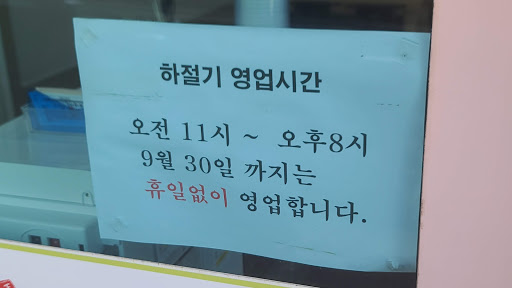 하절기 영업시간
오전 11시 ~ 오후8시
9월 30일 까지는
휴일없이 영업합니다.